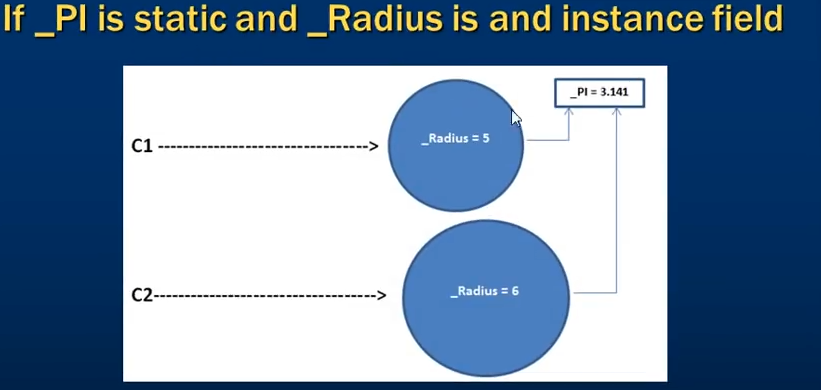 If _PI is static and _Radius is and instance field
_PI = 3.141
C1 ----------------------------------->
_Radius = 5
C2------------------------------------->
_Radius = 6